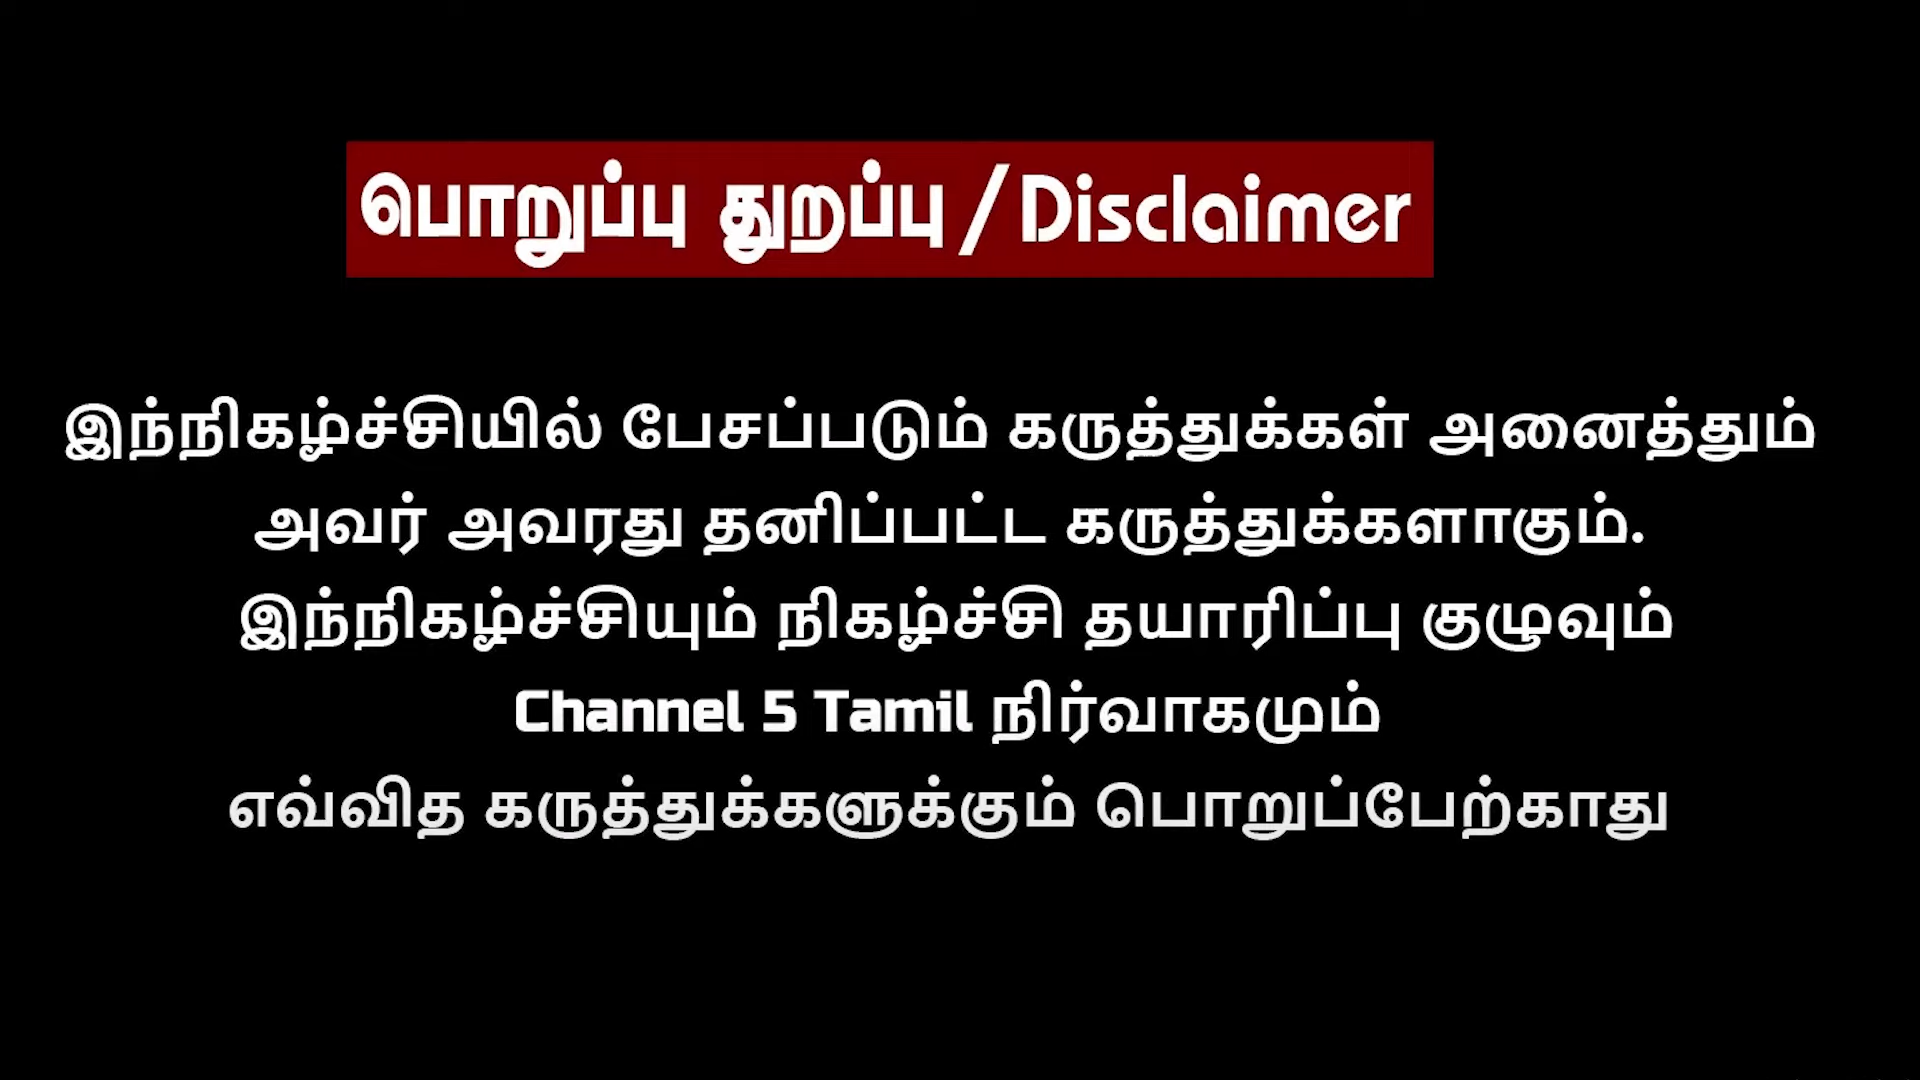 பொறுப்பு துறப்பு/Disclaimer
இந்நிகழ்ச்சியில் பேசப்படும் கருத்துக்கள் அனைத்தும்
அவர் அவரது தனிப்பட்ட கருத்துக்களாகும்.
இந்நிகழ்ச்சியும் நிகழ்ச்சி தயாரிப்பு குழுவும்
Channel 5 Tamil நிர்வாகமும்
எவ்வித கருத்துக்களுக்கும் பொறுப்பேற்காது